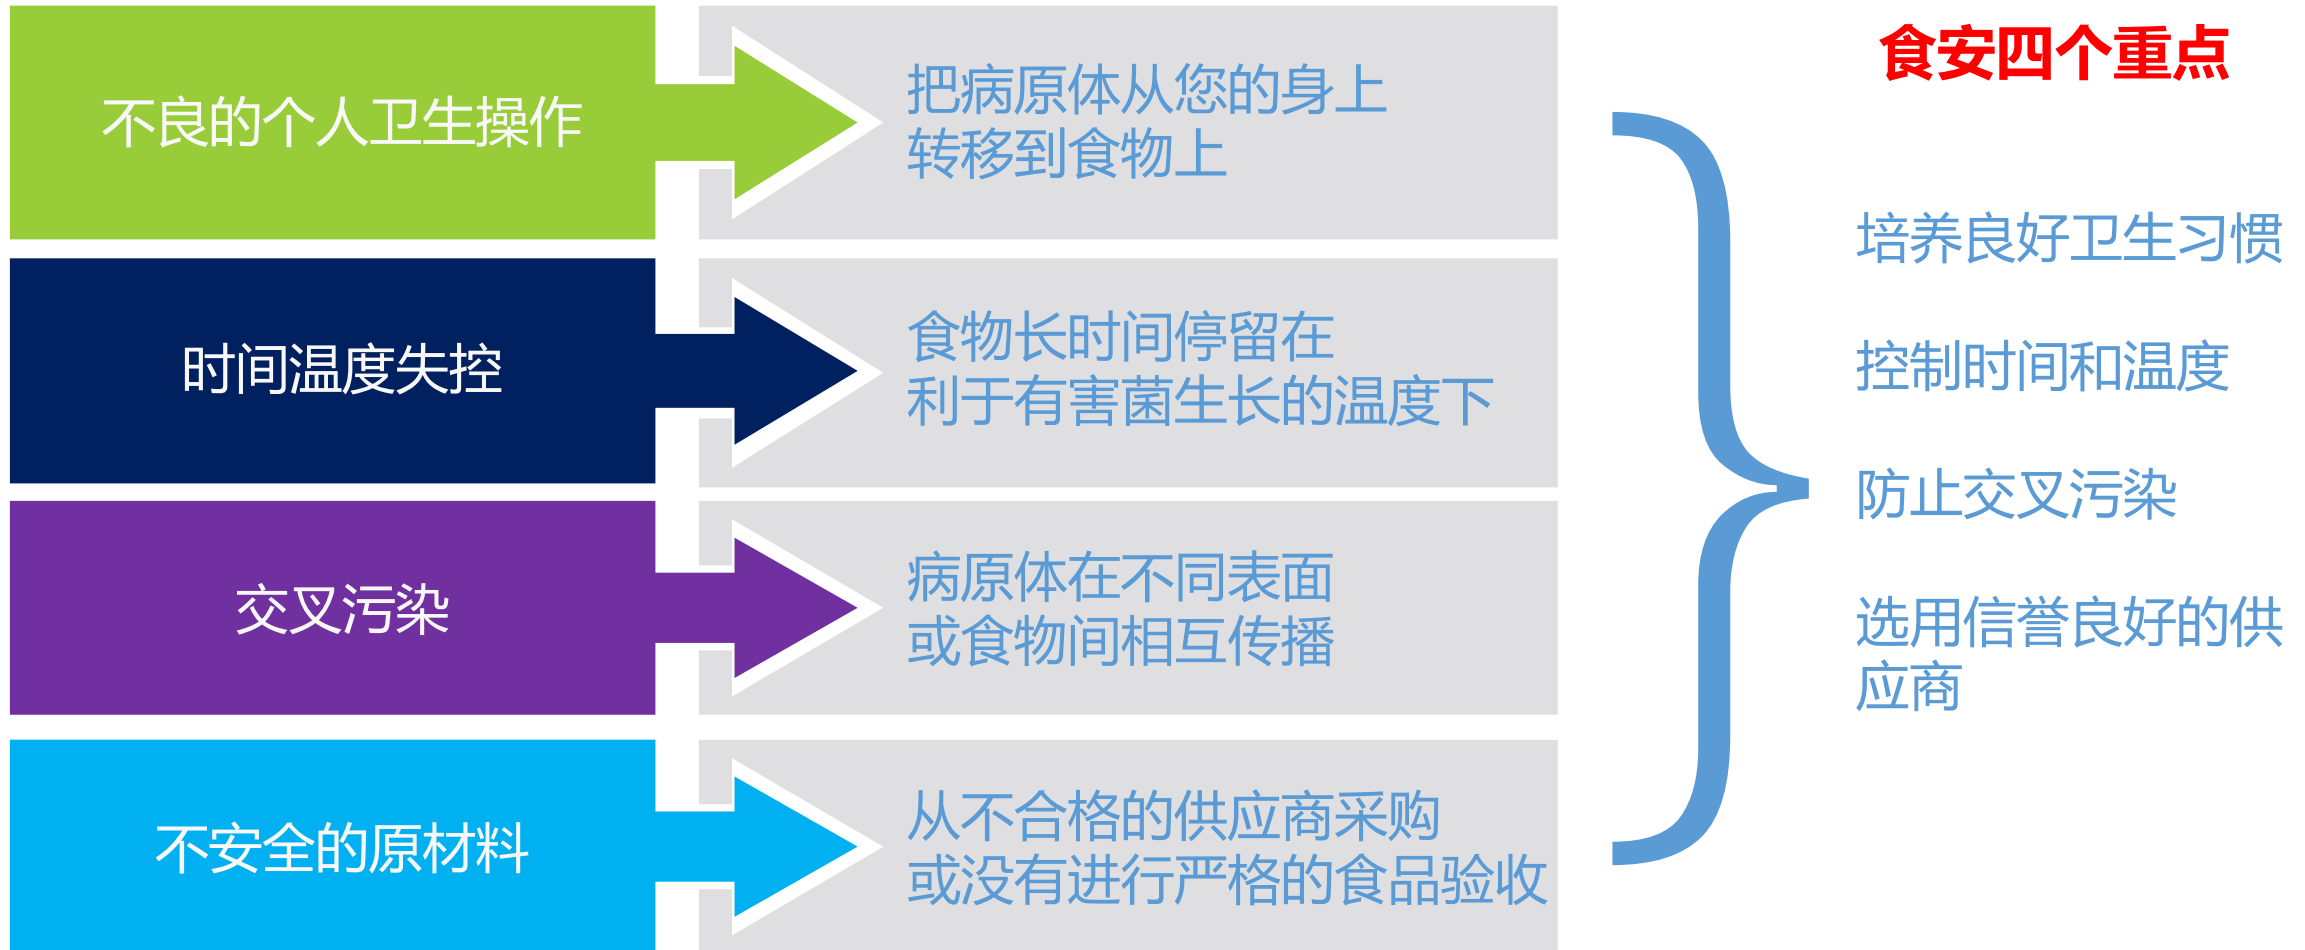 不良的个人卫生操作
把病原体从您的身上
转移到食物上
时间温度失控
食物长时间停留在
利于有害菌生长的温度下
交叉污染
病原体在不同表面
或食物间相互传播
不安全的原材料
从不合格的供应商采购
或没有进行严格的食品验收
食安四个重点
培养良好卫生习惯
控制时间和温度
防止交叉污染
选用信誉良好的供
应商